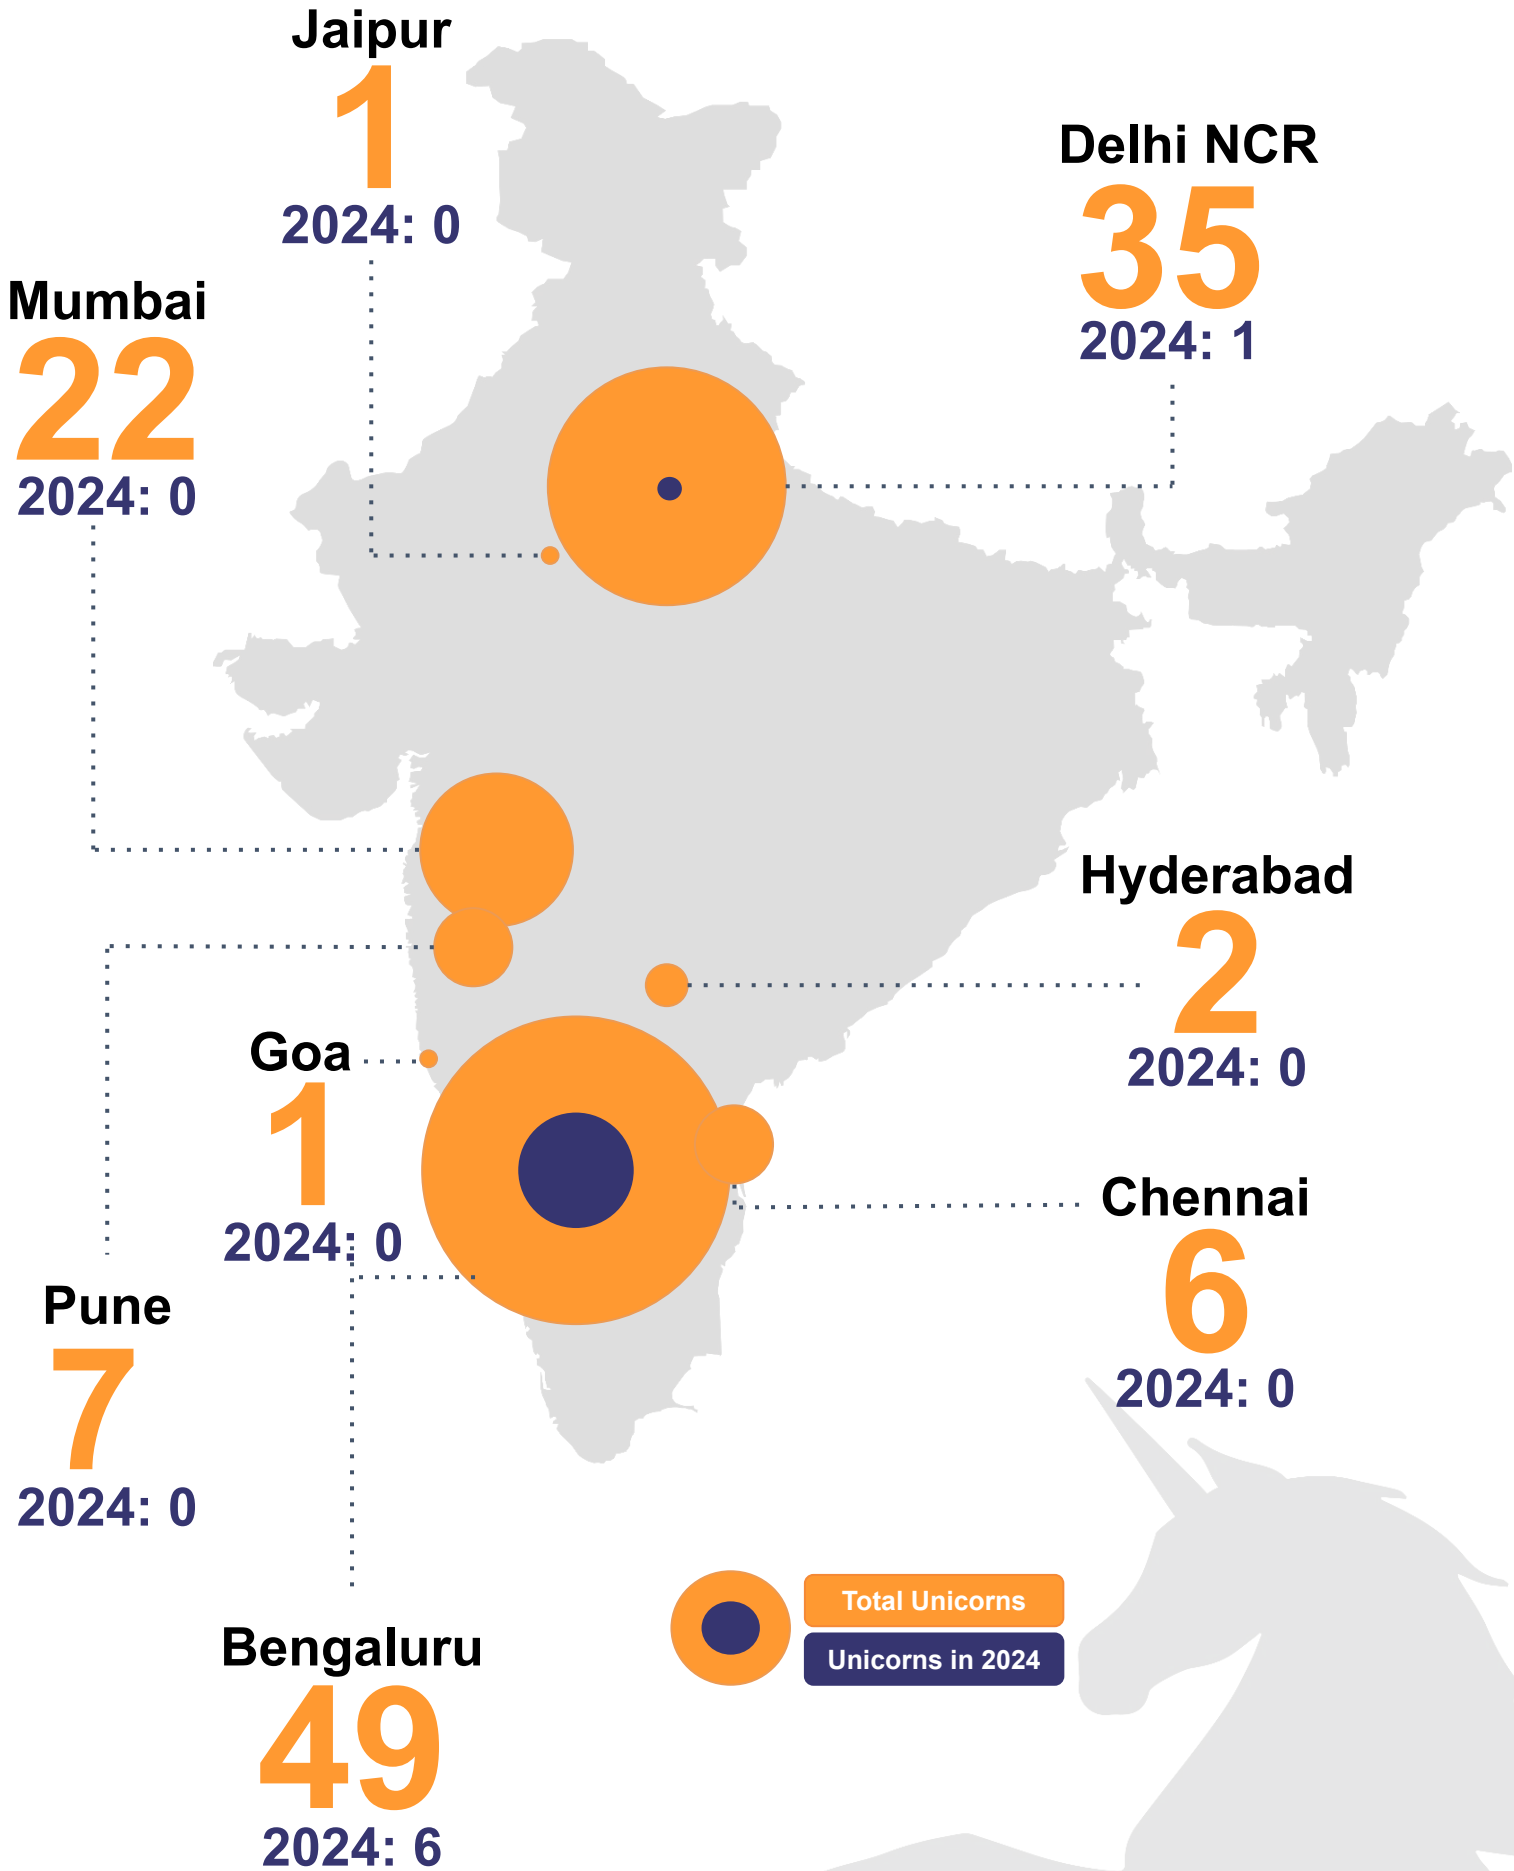 Jaipur
1
2024: 0
Delhi NCR
35
2024: 1
Mumbai
22
2024: 0
Hyderabad
2
2024: 0
Goa
1
2024: 0
Chennai
6
2024: 0
Pune
7
2024: 0
Bengaluru
49
2024: 6
Total Unicorns
Unicorns in 2024